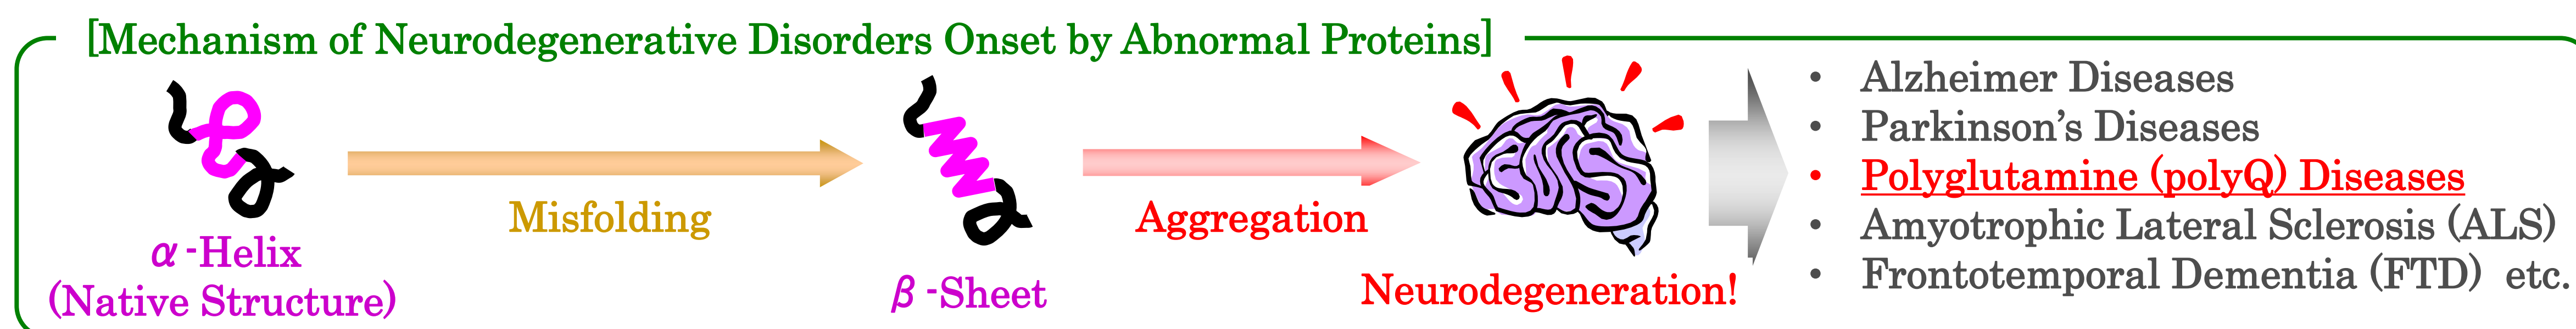 [Mechanism of Neurodegenerative Disorders Onset by Abnormal Proteins]
α-Helix
(Native Structure)
Misfolding
β-Sheet
Aggregation
Neurodegeneration!
• Alzheimer Diseases
• Parkinson’s Diseases
• Polyglutamine (polyQ) Diseases
• Amyotrophic Lateral Sclerosis (ALS)
• Frontotemporal Dementia (FTD) etc.